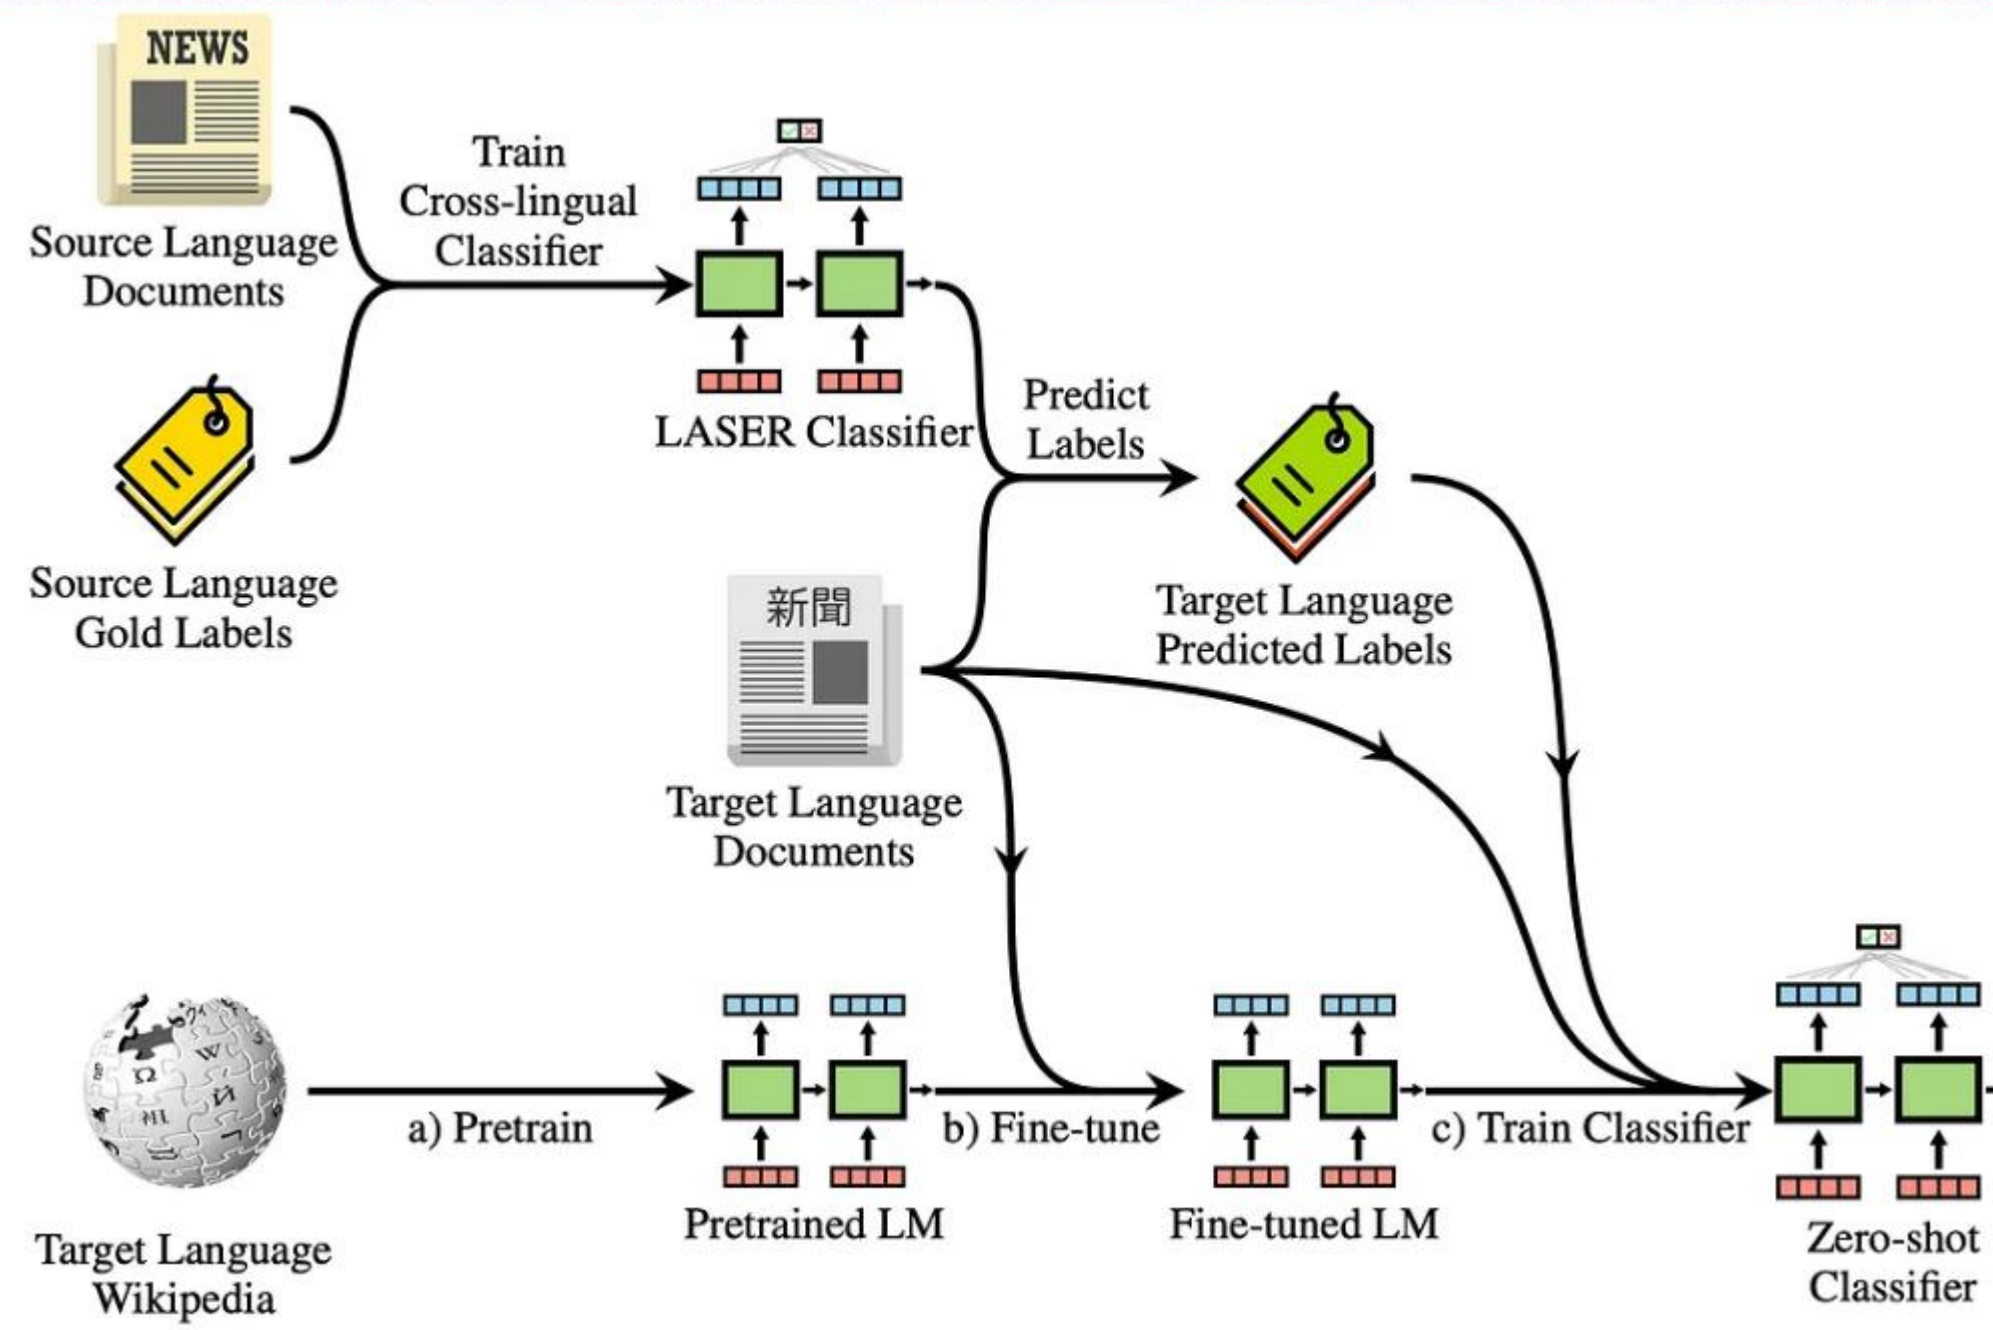 NEWS
Source Language
Documents
Train
Cross-lingual
Classifier
LASER Classifier
Source Language
Gold Labels
Predict
Labels
Target Language
Predicted Labels
新聞
Target Language
Documents
Target Language
Wikipedia
a) Pretrain
Pretrained LM
b) Fine-tune
Fine-tuned LM
c) Train Classifier
Zero-shot
Classifier